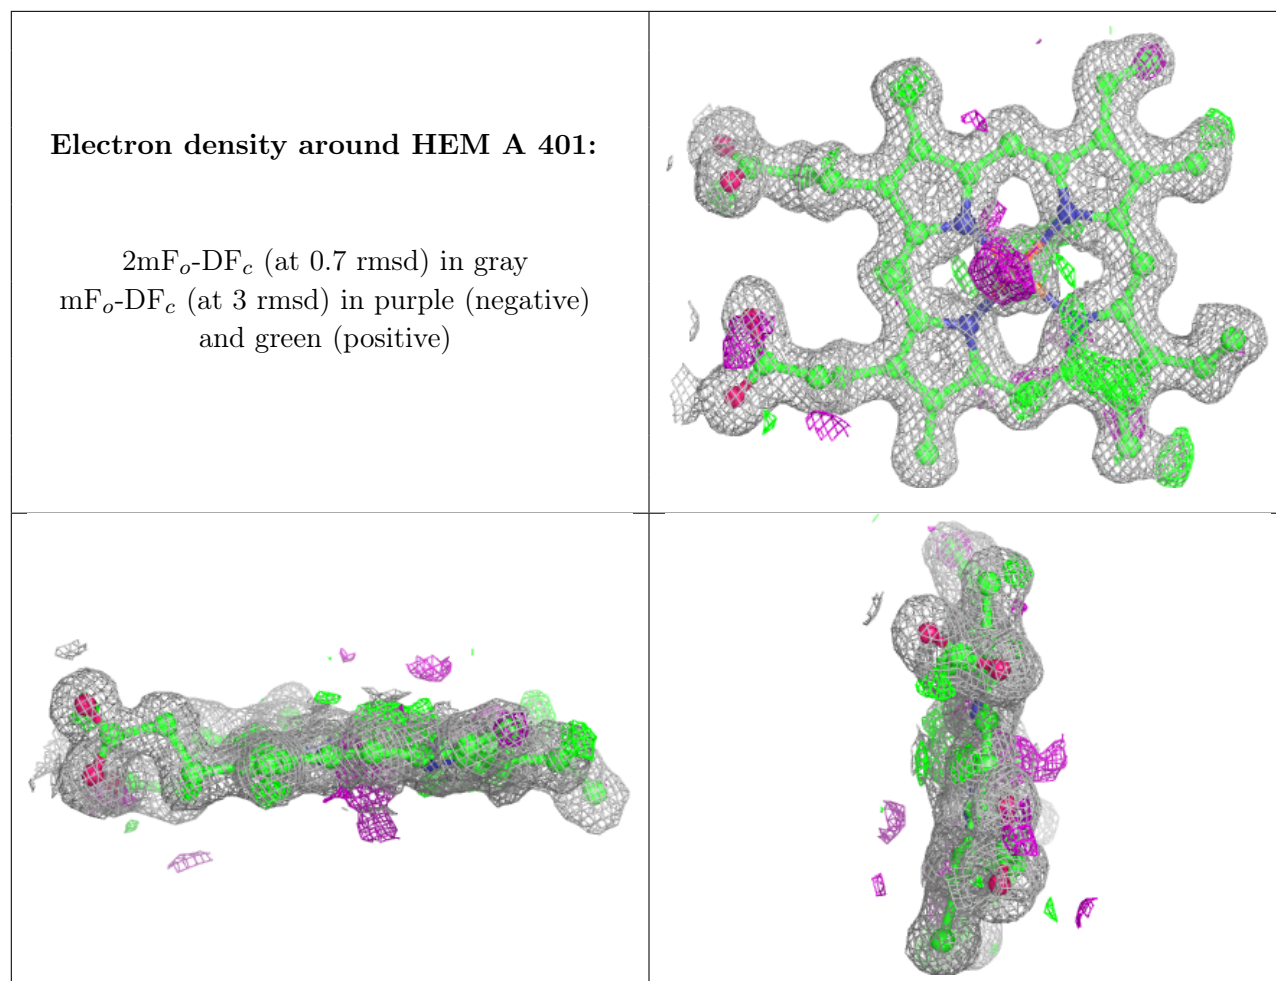 Electron density around HEM A 401:
2mFₒ-DF𝒸 (at 0.7 rmsd) in gray
mFₒ-DF𝒸 (at 3 rmsd) in purple (negative)
and green (positive)